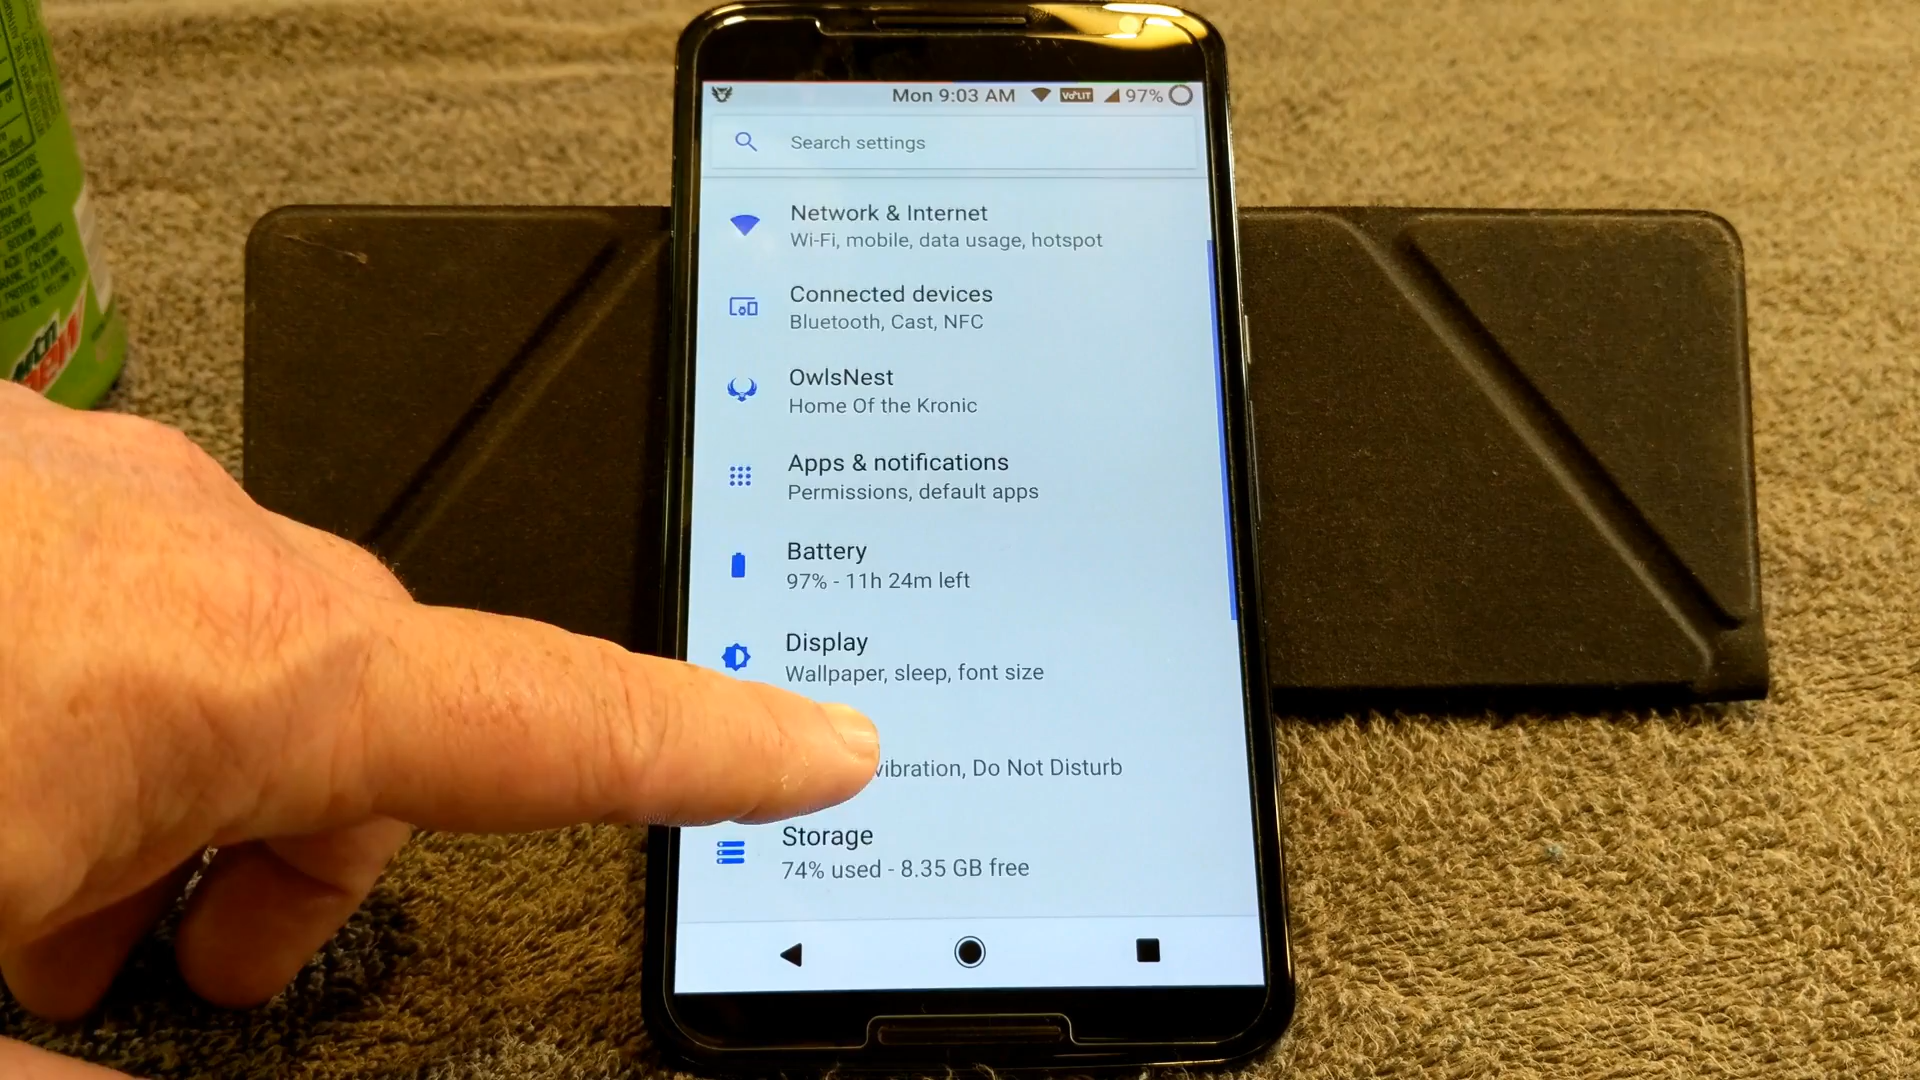 Mon 9:03 AM
97%
Search settings
Network & Internet
Wi-Fi, mobile, data usage, hotspot
Connected devices
Bluetooth, Cast, NFC
OwlsNest
Home Of the Kronic
Apps & notifications
Permissions, default apps
Battery
97% - 11h 24m left
Display
Wallpaper, sleep, font size
vibration, Do Not Disturb
Storage
74% used - 8.35 GB free